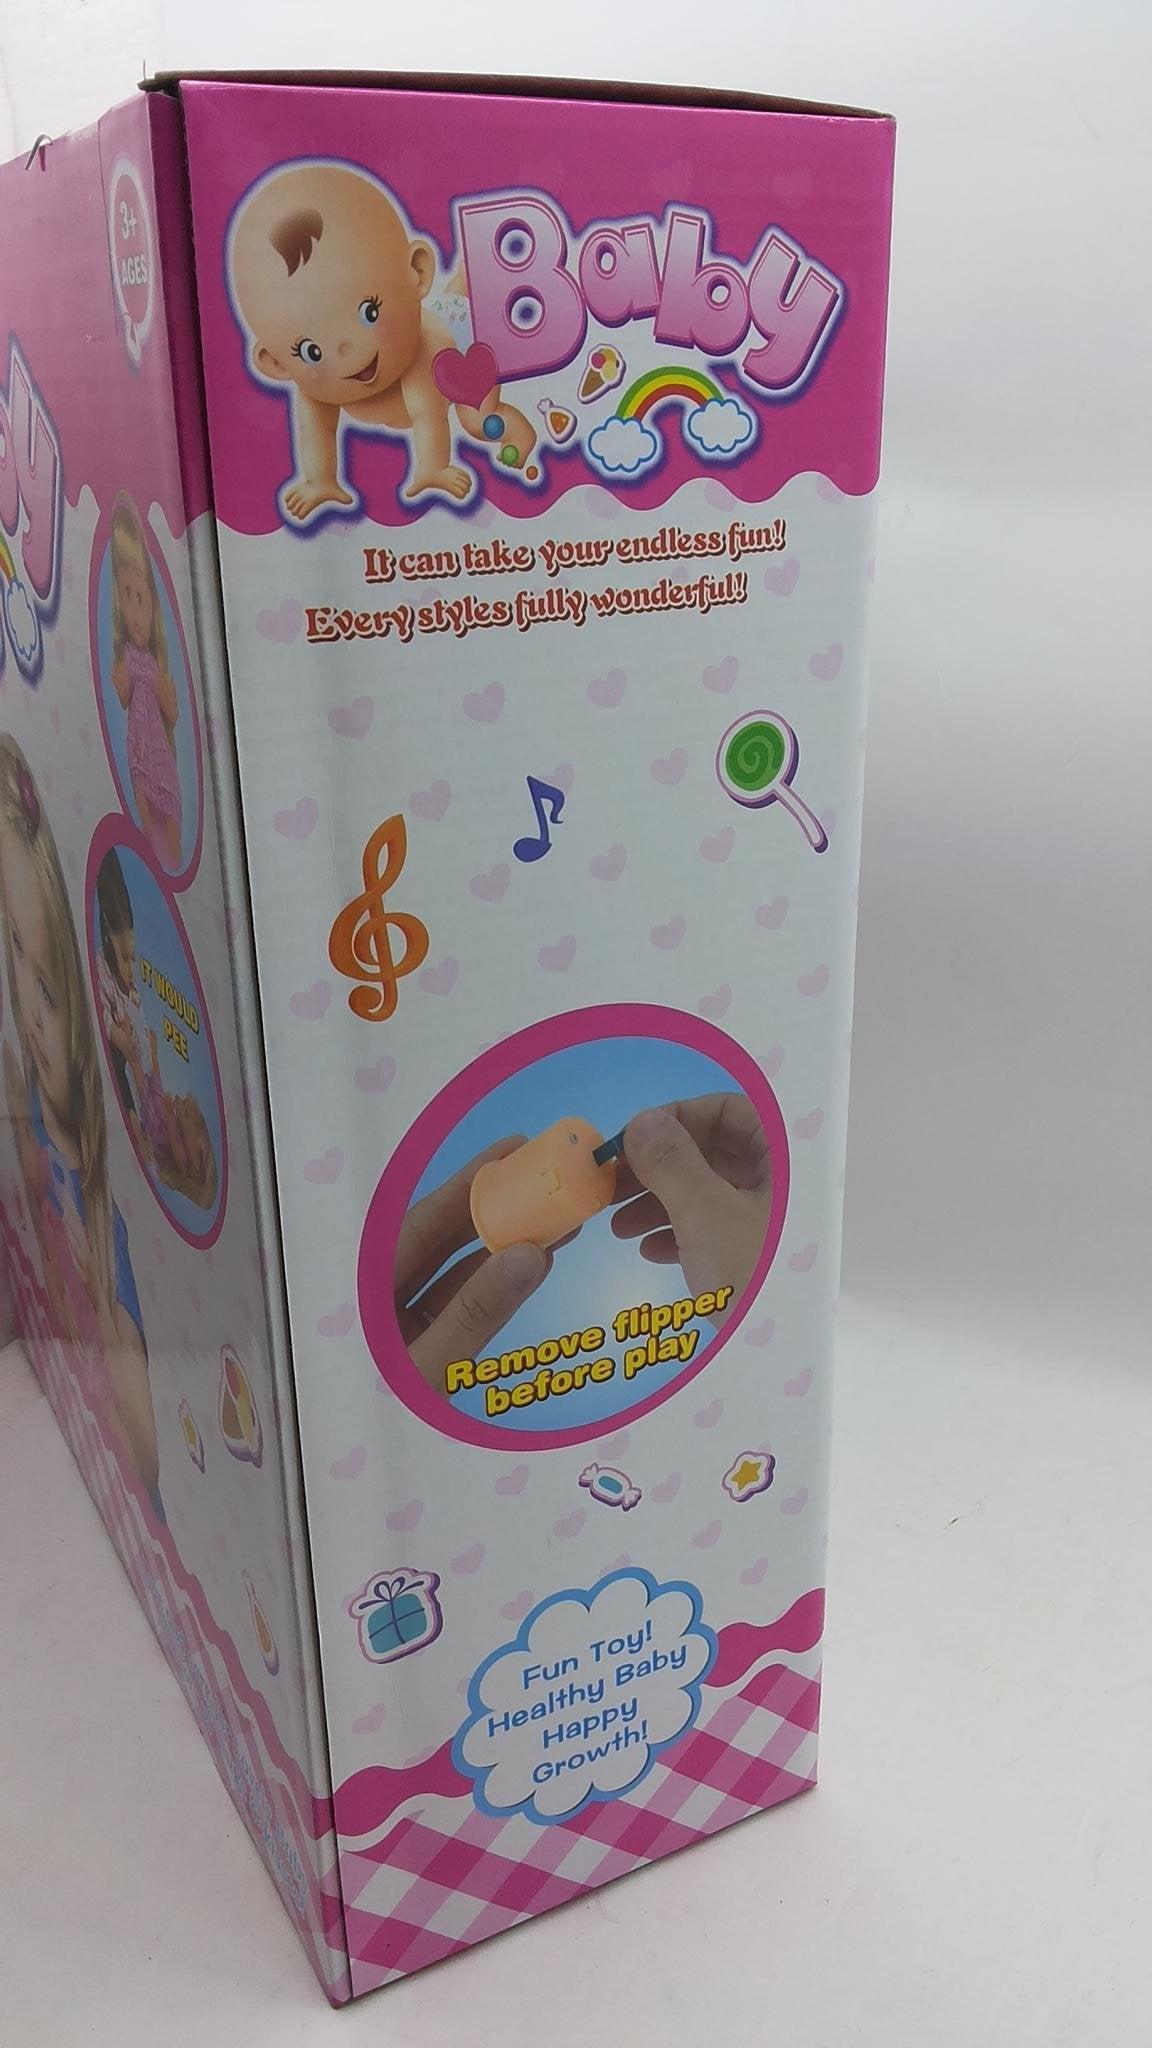 3+
AGES
Baby
It can take your endless fun!
Every styles fully wonderful!
IT WOULD
PEE
Remove flipper
before play
Fun Toy!
Healthy Baby
Happy
Growth!